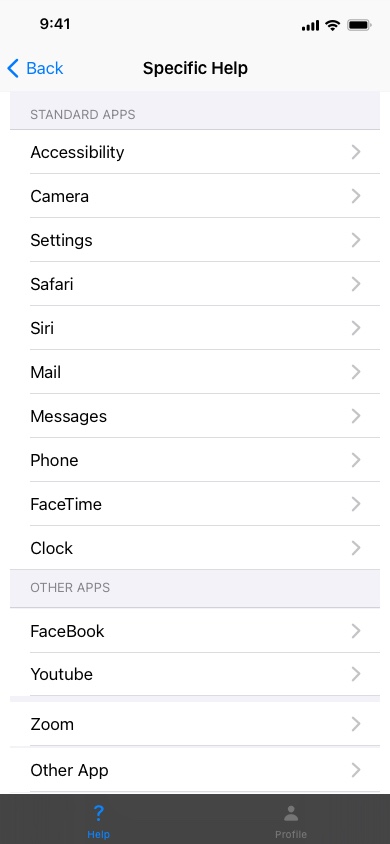 9:41
Back
Specific Help
STANDARD APPS
Accessibility
Camera
Settings
Safari
Siri
Mail
Messages
Phone
FaceTime
Clock
OTHER APPS
FaceBook
Youtube
Zoom
Other App
? 
Help
Profile